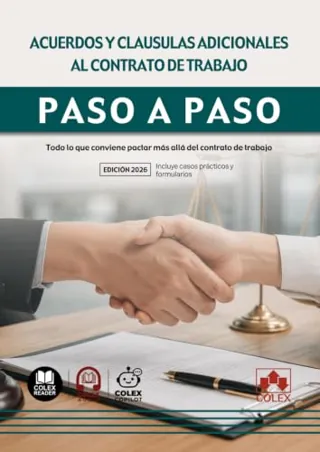 ACUERDOS Y CLAUSULAS ADICIONALES
AL CONTRATO DE TRABAJO
PASO A PASO
Todo lo que conviene pactar más allá del contrato de trabajo
EDICIÓN 2026
Incluye casos prácticos y
formularios
COLEX
READER
COLEX
COPILOT
COLEX